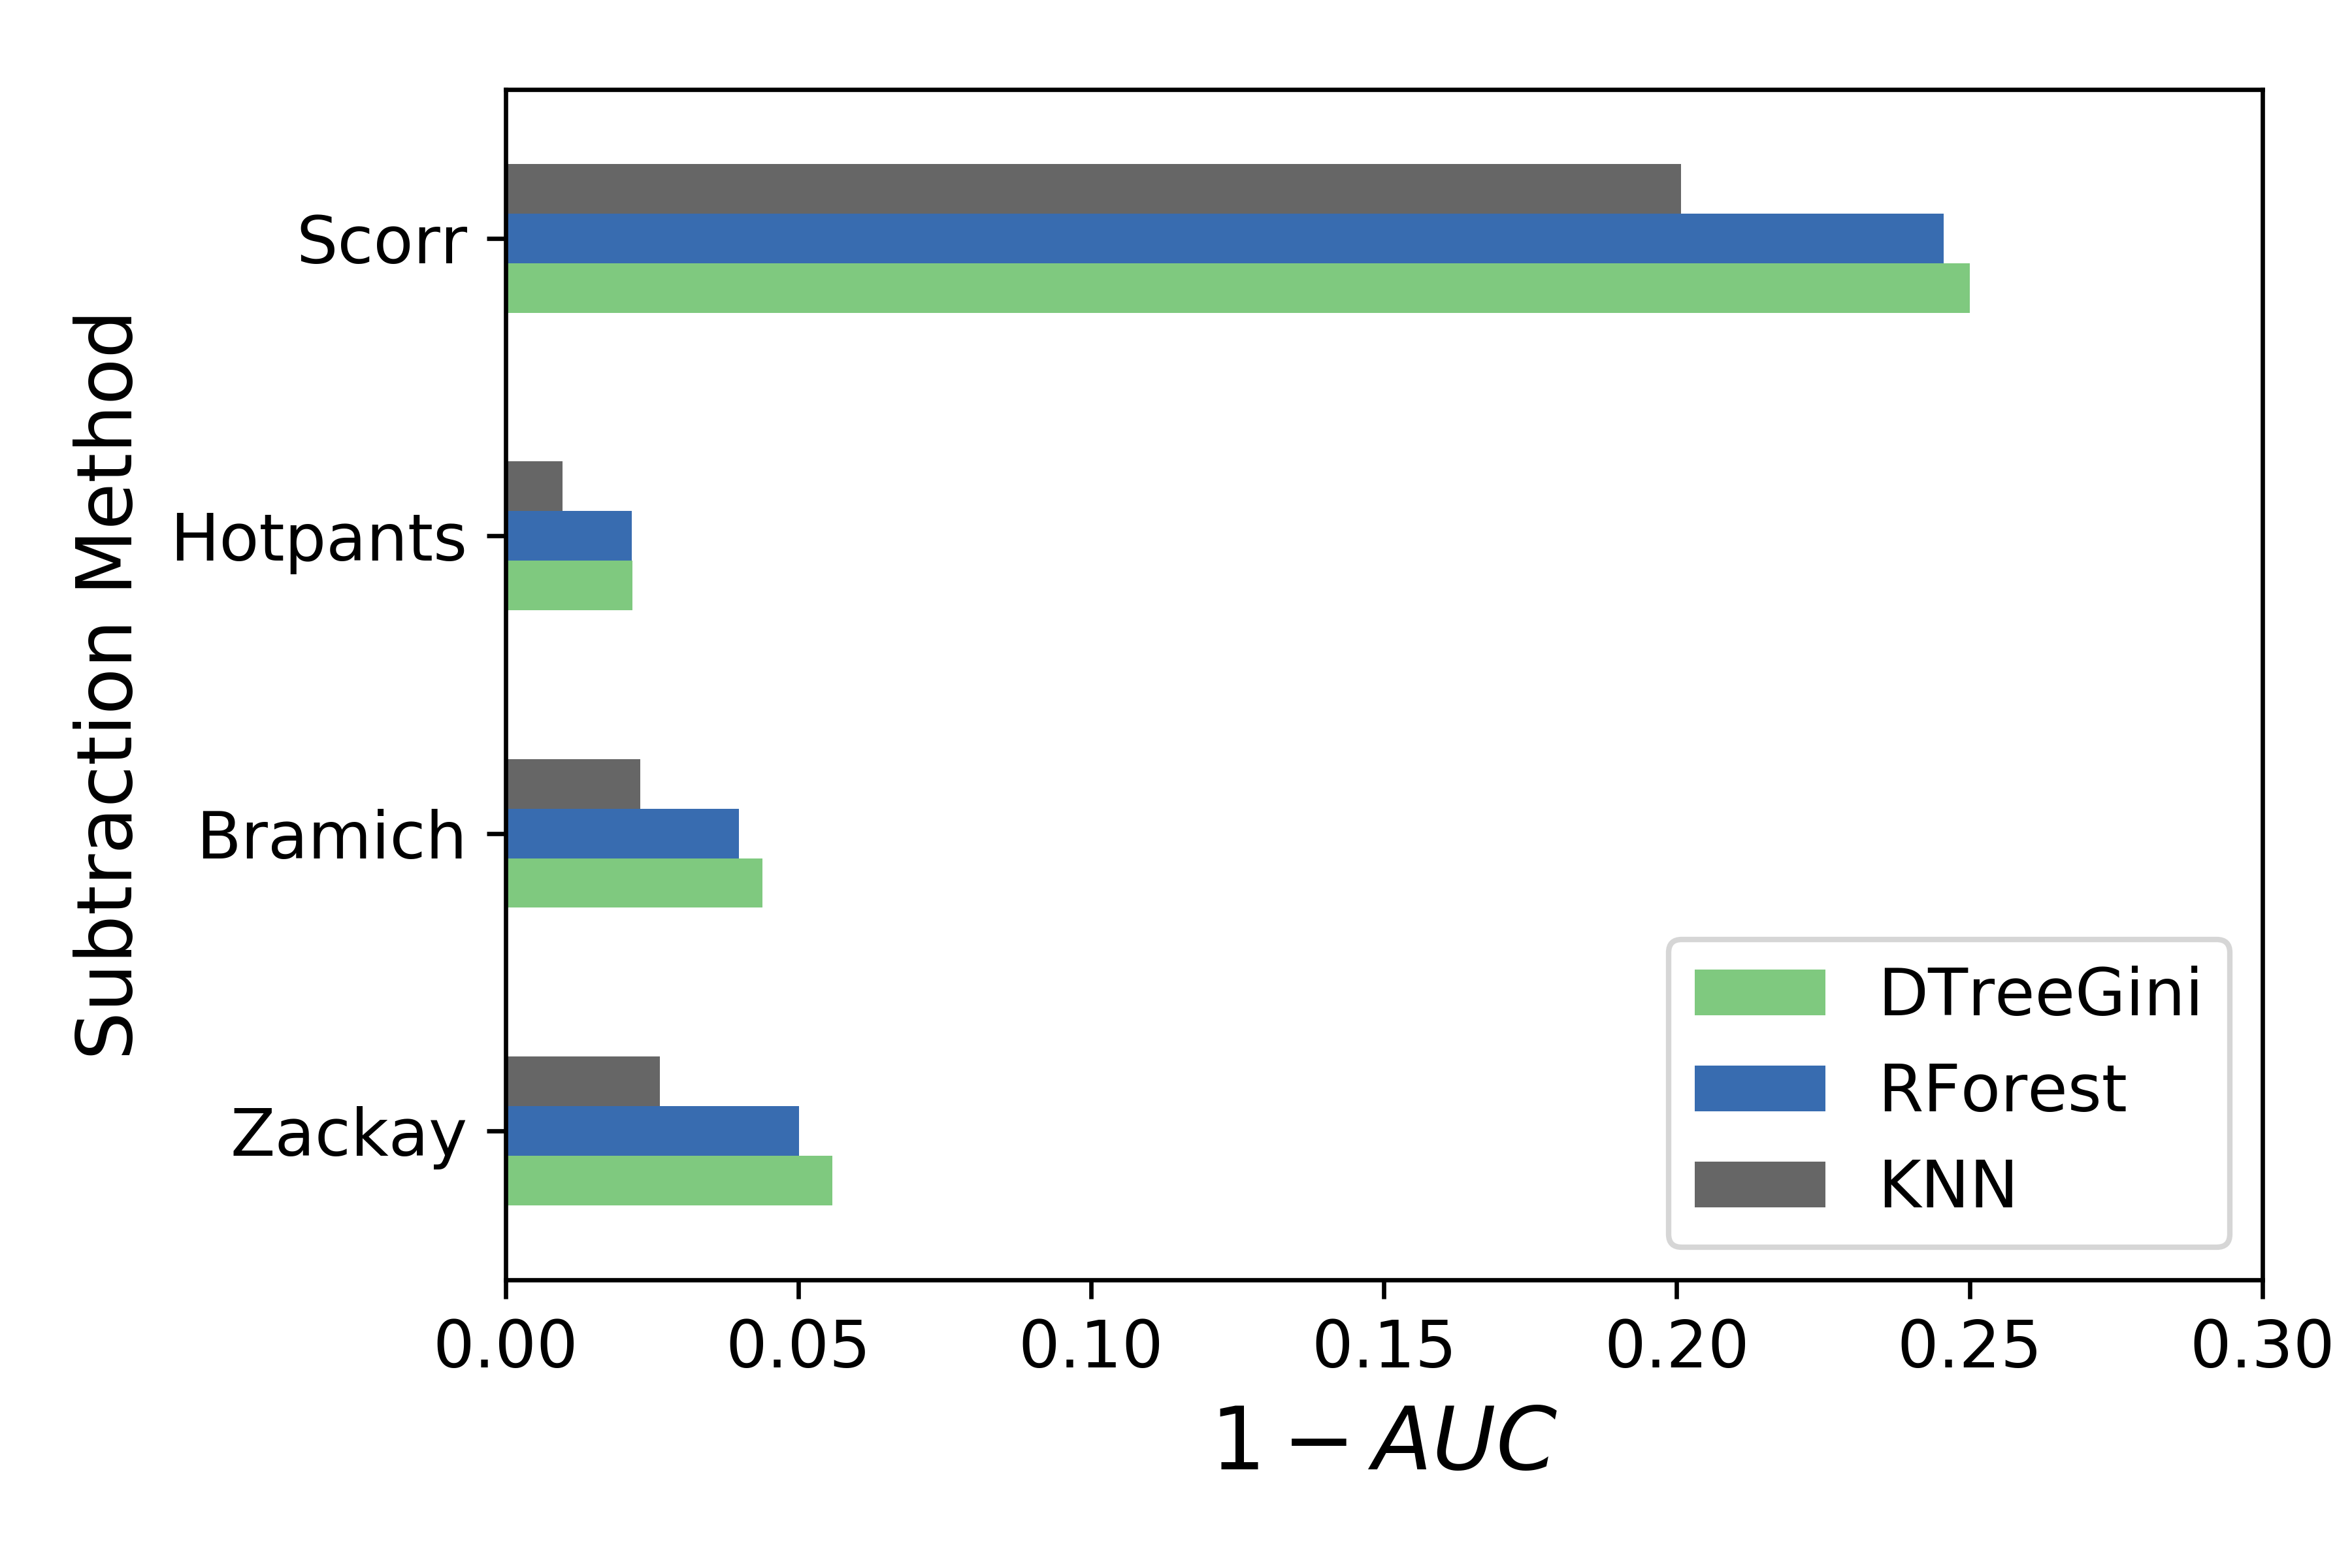 Subtraction Method
Scorr
Hotpants
Bramich
Zackay
DTreeGini
RForest
KNN
0.00 0.05 0.10 0.15 0.20 0.25 0.30
1 − AUC